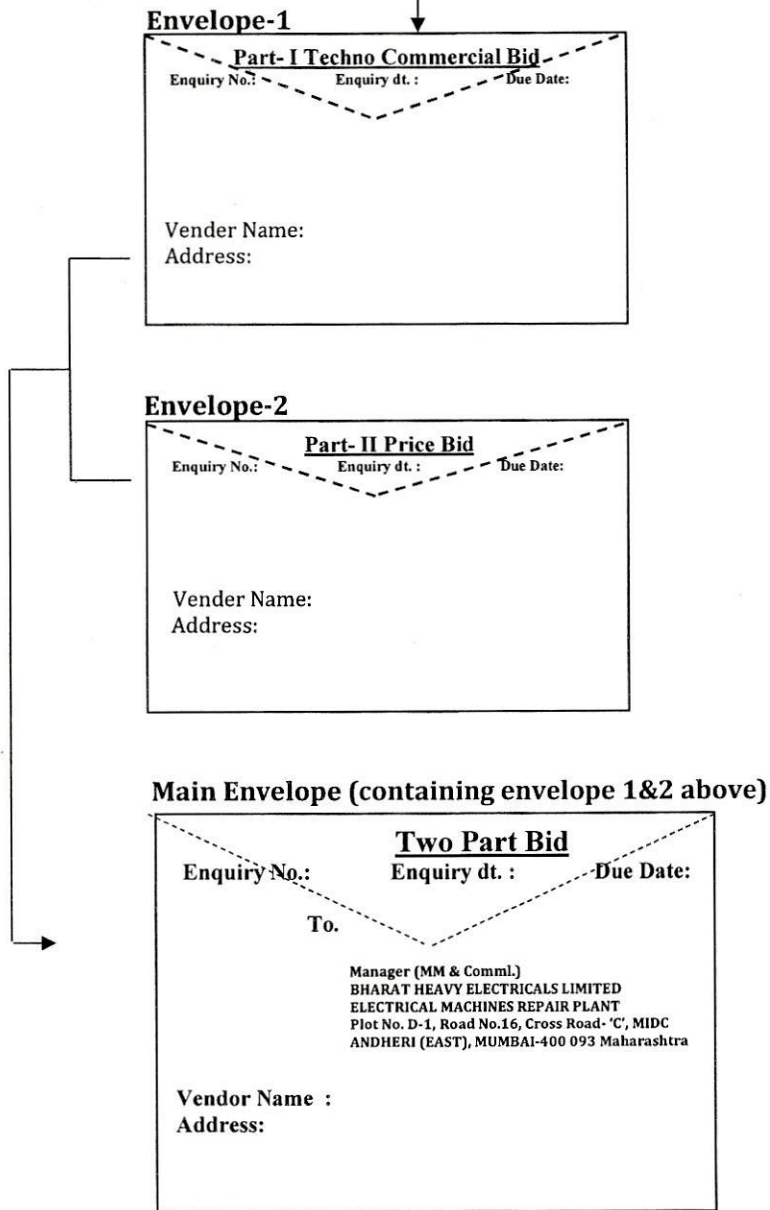 Envelope-1
Part- I Techno Commercial Bid
Enquiry No.: Enquiry dt. : Due Date:
Vender Name:
Address:
Envelope-2
Part- II Price Bid
Enquiry No.: Enquiry dt. : Due Date:
Vender Name:
Address:
Main Envelope (containing envelope 1&2 above)
Two Part Bid
Enquiry No.: Enquiry dt. : Due Date:
To.
Manager (MM & Comml.)
BHARAT HEAVY ELECTRICALS LIMITED
ELECTRICAL MACHINES REPAIR PLANT
Plot No. D-1, Road No.16, Cross Road- ‘C’, MIDC
ANDHERI (EAST), MUMBAI-400 093 Maharashtra
Vendor Name :
Address: